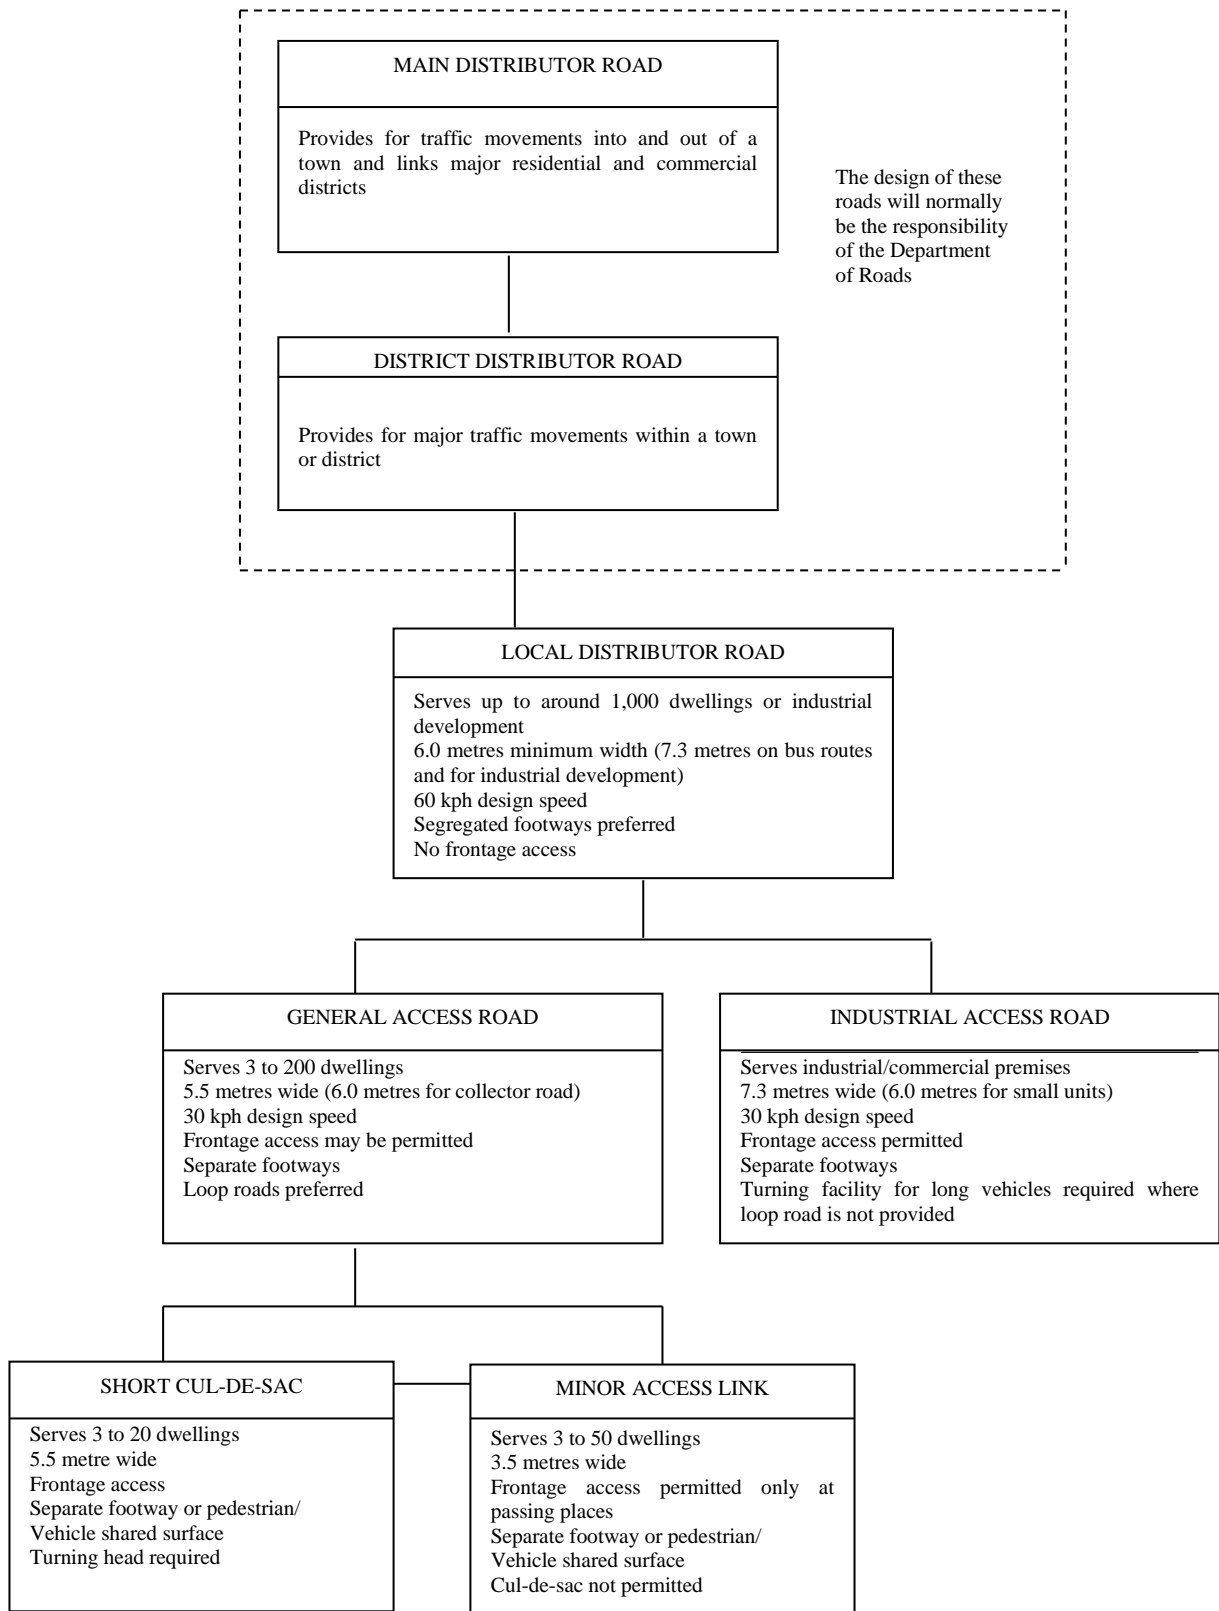 MAIN DISTRIBUTOR ROAD
Provides for traffic movements into and out of a
town and links major residential and commercial
districts
The design of these
roads will normally
be the responsibility
of the Department
of Roads
DISTRICT DISTRIBUTOR ROAD
Provides for major traffic movements within a town
or district
LOCAL DISTRIBUTOR ROAD
Serves up to around 1,000 dwellings or industrial
development
6.0 metres minimum width (7.3 metres on bus routes
and for industrial development)
60 kph design speed
Segregated footways preferred
No frontage access
GENERAL ACCESS ROAD
Serves 3 to 200 dwellings
5.5 metres wide (6.0 metres for collector road)
30 kph design speed
Frontage access may be permitted
Separate footways
Loop roads preferred
INDUSTRIAL ACCESS ROAD
Serves industrial/commercial premises
7.3 metres wide (6.0 metres for small units)
30 kph design speed
Frontage access permitted
Separate footways
Turning facility for long vehicles required where
loop road is not provided
SHORT CUL-DE-SAC
Serves 3 to 20 dwellings
5.5 metre wide
Frontage access
Separate footway or pedestrian/
Vehicle shared surface
Turning head required
MINOR ACCESS LINK
Serves 3 to 50 dwellings
3.5 metres wide
Frontage access permitted only at
passing places
Separate footway or pedestrian/
Vehicle shared surface
Cul-de-sac not permitted